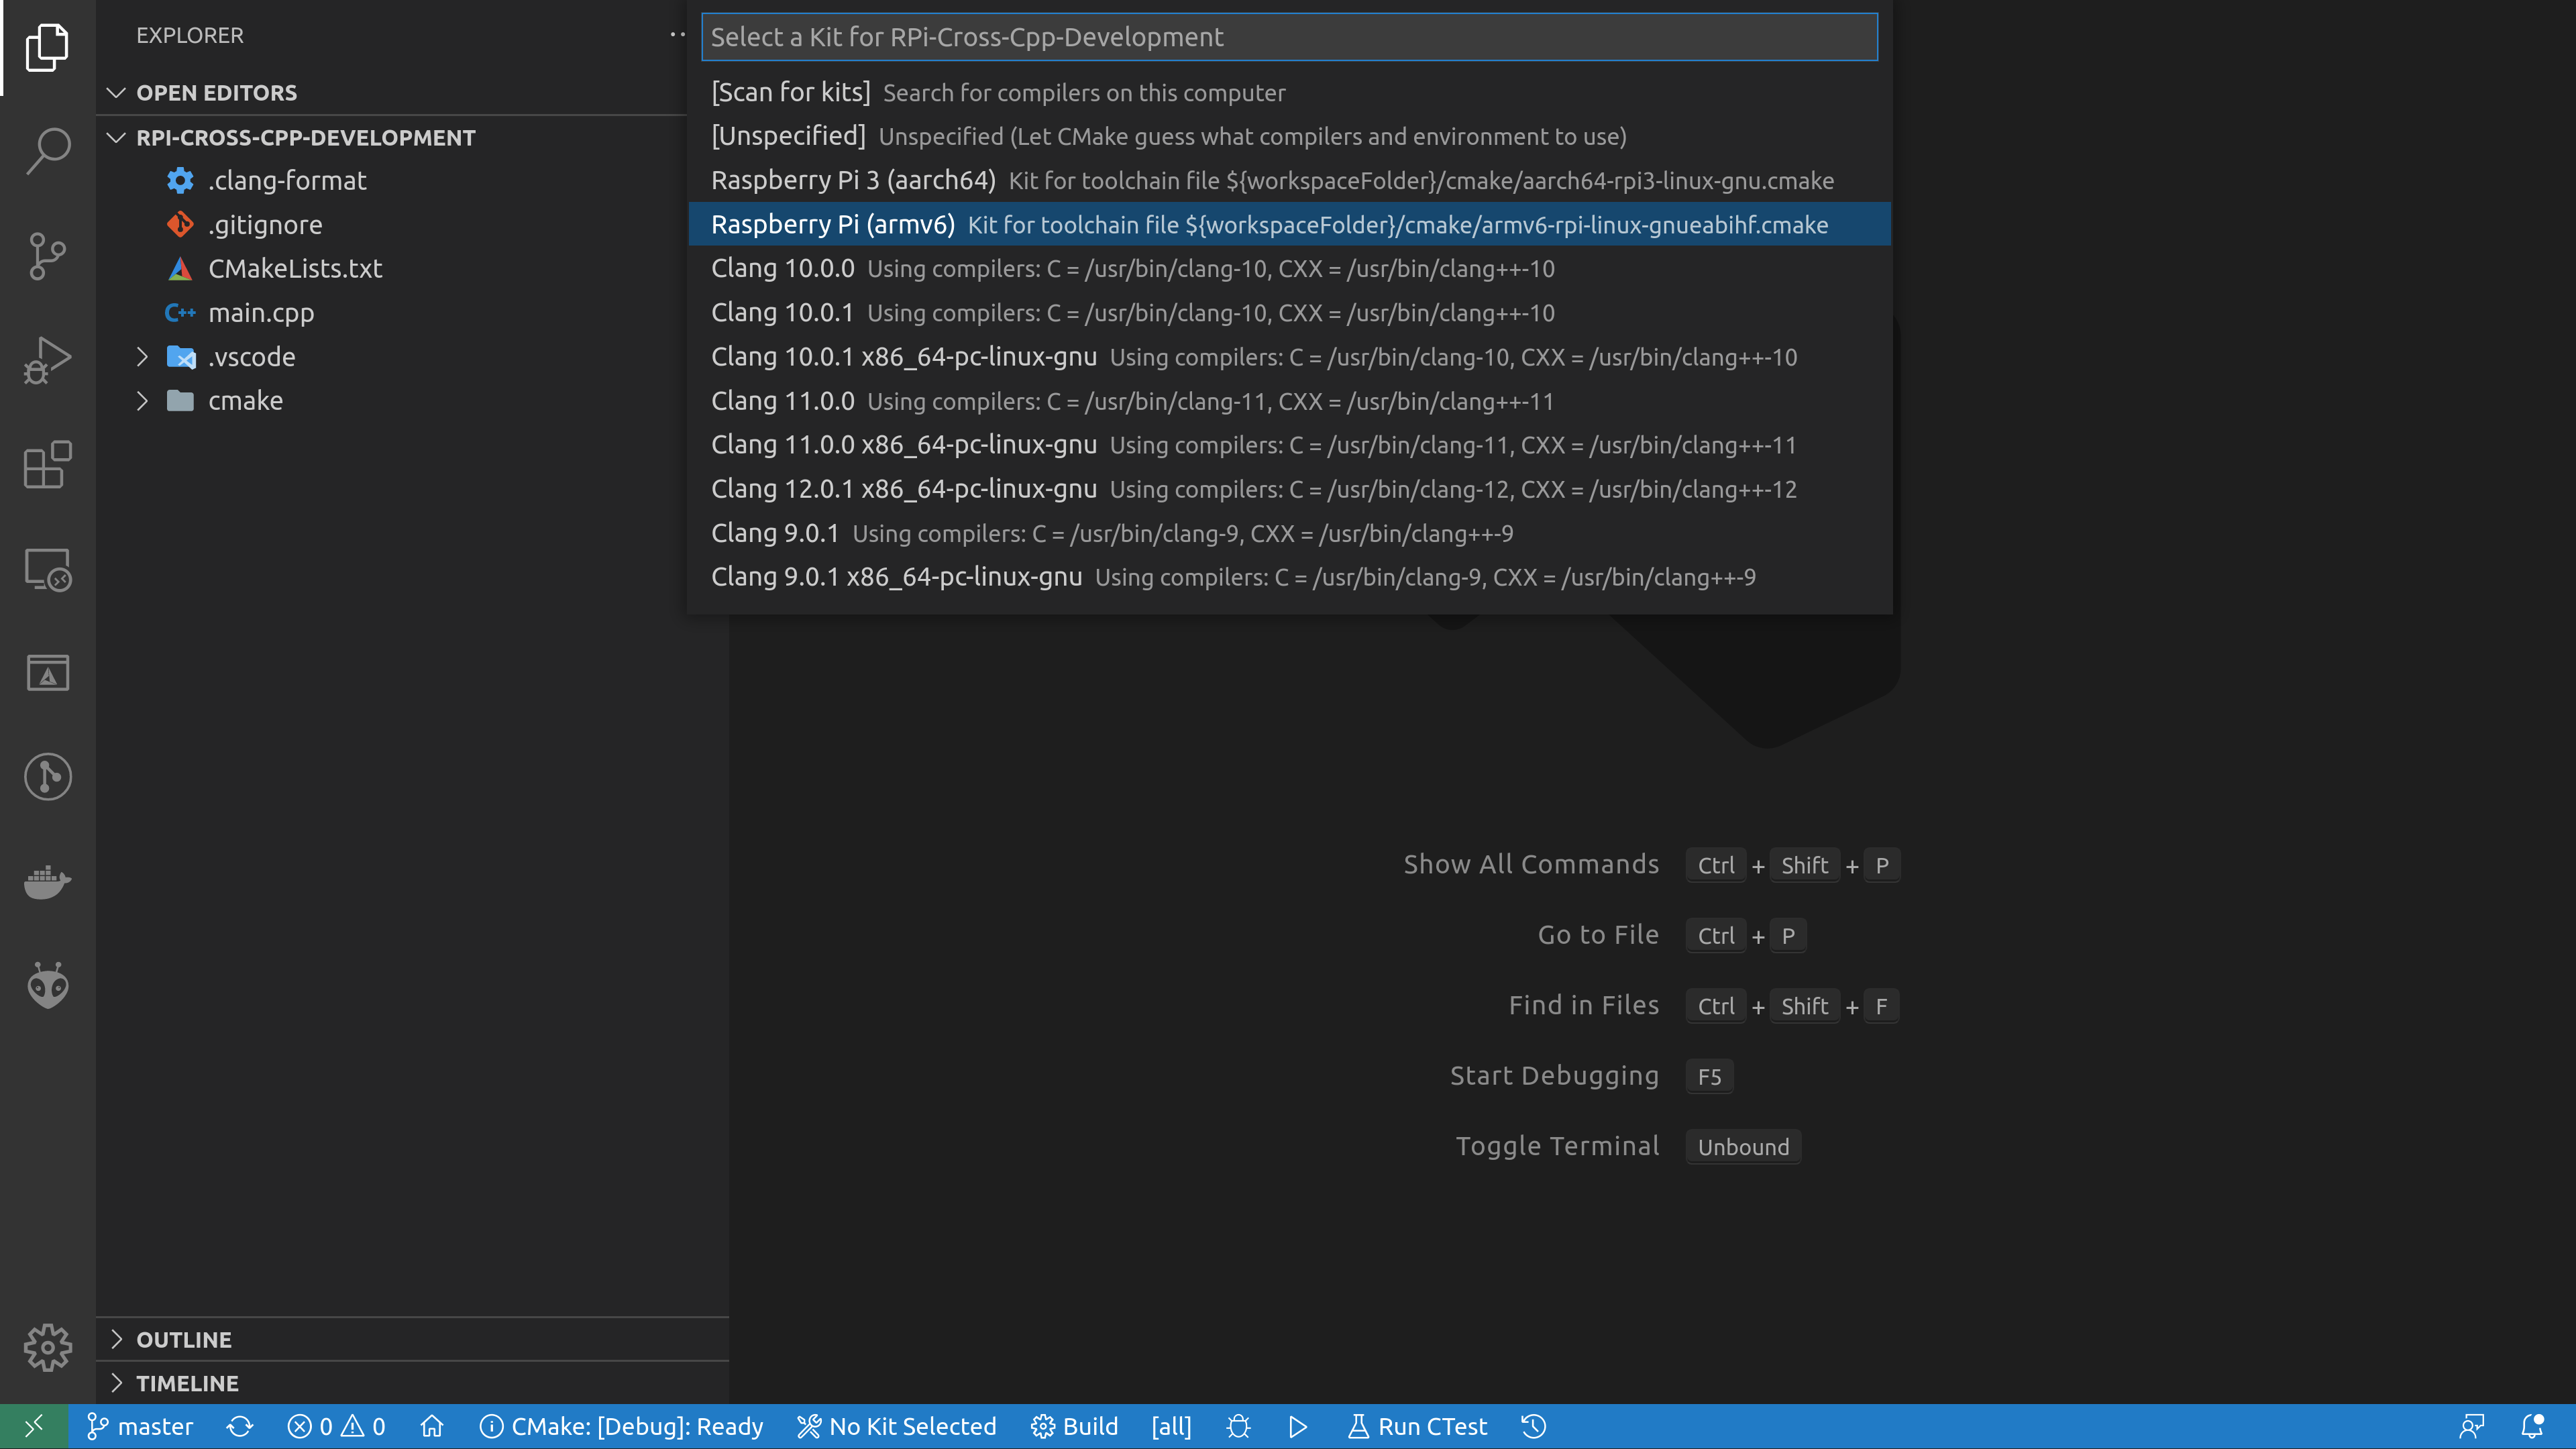 EXPLORER
OPEN EDITORS
RPI-CROSS-CPP-DEVELOPMENT
.clang-format
.gitignore
CMakeLists.txt
main.cpp
.vscode
cmake
OUTLINE
TIMELINE
Select a Kit for RPi-Cross-Cpp-Development
[Scan for kits] Search for compilers on this computer
[Unspecified] Unspecified (Let CMake guess what compilers and environment to use)
Raspberry Pi 3 (aarch64) Kit for toolchain file ${workspaceFolder}/cmake/aarch64-rpi3-linux-gnu.cmake
Raspberry Pi (armv6) Kit for toolchain file ${workspaceFolder}/cmake/armv6-rpi-linux-gnueabihf.cmake
Clang 10.0.0 Using compilers: C = /usr/bin/clang-10, CXX = /usr/bin/clang++-10
Clang 10.0.1 Using compilers: C = /usr/bin/clang-10, CXX = /usr/bin/clang++-10
Clang 10.0.1 x86_64-pc-linux-gnu Using compilers: C = /usr/bin/clang-10, CXX = /usr/bin/clang++-10
Clang 11.0.0 Using compilers: C = /usr/bin/clang-11, CXX = /usr/bin/clang++-11
Clang 11.0.0 x86_64-pc-linux-gnu Using compilers: C = /usr/bin/clang-11, CXX = /usr/bin/clang++-11
Clang 12.0.1 x86_64-pc-linux-gnu Using compilers: C = /usr/bin/clang-12, CXX = /usr/bin/clang++-12
Clang 9.0.1 Using compilers: C = /usr/bin/clang-9, CXX = /usr/bin/clang++-9
Clang 9.0.1 x86_64-pc-linux-gnu Using compilers: C = /usr/bin/clang-9, CXX = /usr/bin/clang++-9
Show All Commands Ctrl + Shift + P
Go to File Ctrl + P
Find in Files Ctrl + Shift + F
Start Debugging F5
Toggle Terminal Unbound
master 0 0 CMake: [Debug]: Ready No Kit Selected Build [all] Run CTest